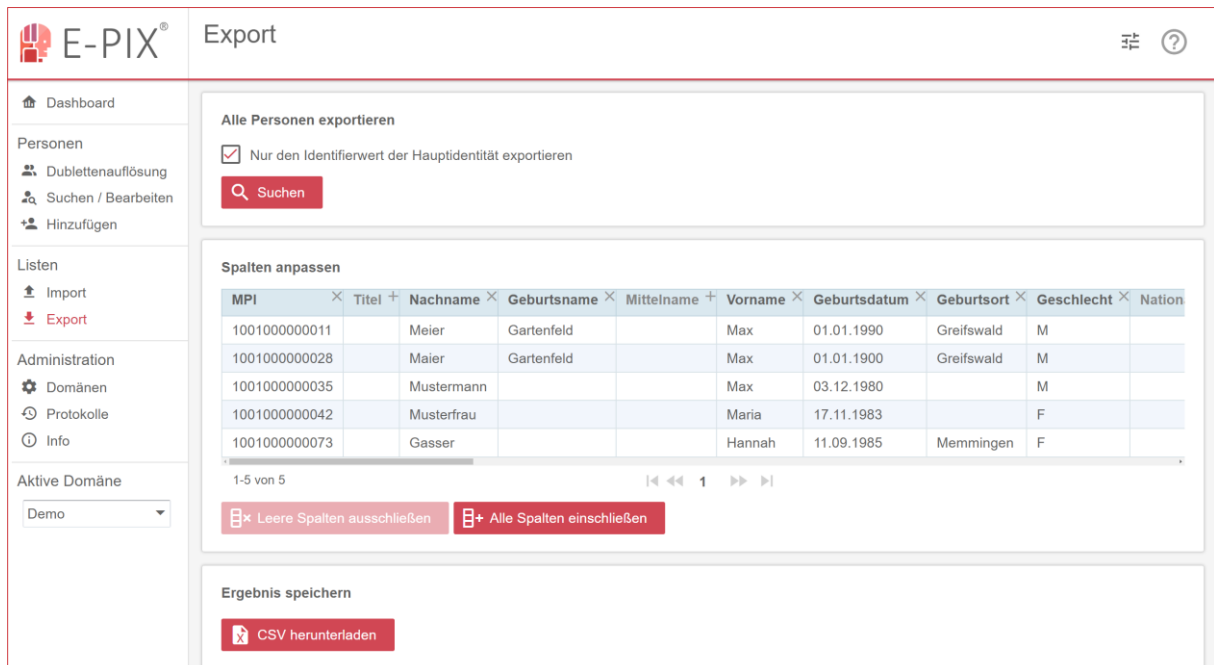 E-PIX®
Export
Dashboard
Personen
Dublettenauflösung
Suchen / Bearbeiten
Hinzufügen
Listen
Import
Export
Administration
Domänen
Protokolle
Info
Aktive Domäne
Demo
Alle Personen exportieren
Nur den Identifierwert der Hauptidentität exportieren
Suchen
Spalten anpassen
MPI Titel Nachname Geburtsname Mittelname Vorname Geburtsdatum Geburtsort Geschlecht Nation
1001000000011 Meier Gartenfeld Max 01.01.1990 Greifswald M
1001000000028 Maier Gartenfeld Max 01.01.1900 Greifswald M
1001000000035 Mustermann Max 03.12.1980 M
1001000000042 Musterfrau Maria 17.11.1983 F
1001000000073 Gasser Hannah 11.09.1985 Memmingen F
1-5 von 5 1
Leere Spalten ausschließen Alle Spalten einschließen
Ergebnis speichern
CSV herunterladen